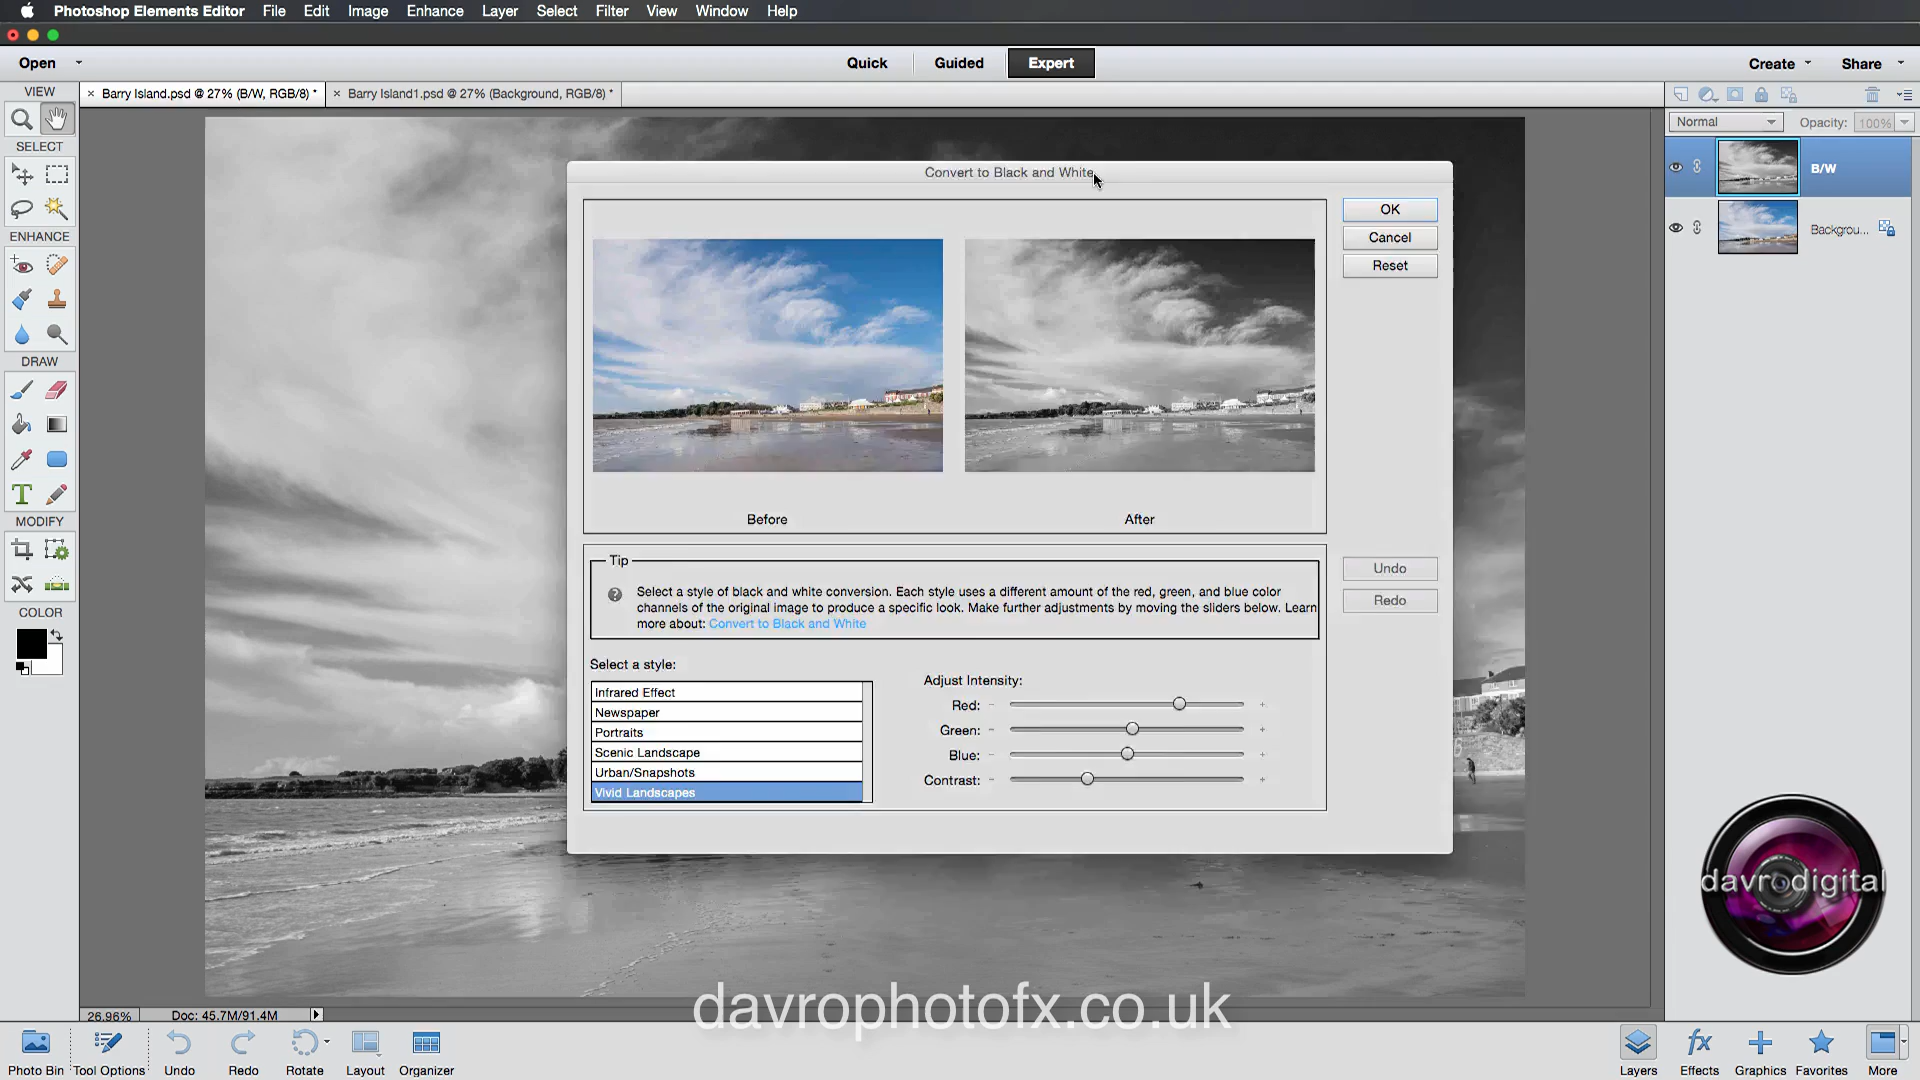 Photoshop Elements Editor File Edit Image Enhance Layer Select Filter View Window Help
Open Quick Guided Expert Create Share
VIEW
× Barry Island.psd @ 27% (B/W, RGB/8) * × Barry Island1.psd @ 27% (Background, RGB/8) *
Normal Opacity: 100%
SELECT
B/W
Backgrou...
ENHANCE
DRAW
T
MODIFY
COLOR
Convert to Black and White
OK
Cancel
Reset
Before After
Tip
Select a style of black and white conversion. Each style uses a different amount of the red, green, and blue color
channels of the original image to produce a specific look. Make further adjustments by moving the sliders below. Learn
more about: Convert to Black and White
Undo
Redo
Select a style:
Infrared Effect
Newspaper
Portraits
Scenic Landscape
Urban/Snapshots
Vivid Landscapes
Adjust Intensity:
Red: - +
Green: - +
Blue: - +
Contrast: - +
davrodigital
davrophotofx.co.uk
26.96% Doc: 45.7M/91.4M
Photo Bin Tool Options Undo Redo Rotate Layout Organizer
fx
Layers Effects Graphics Favorites More